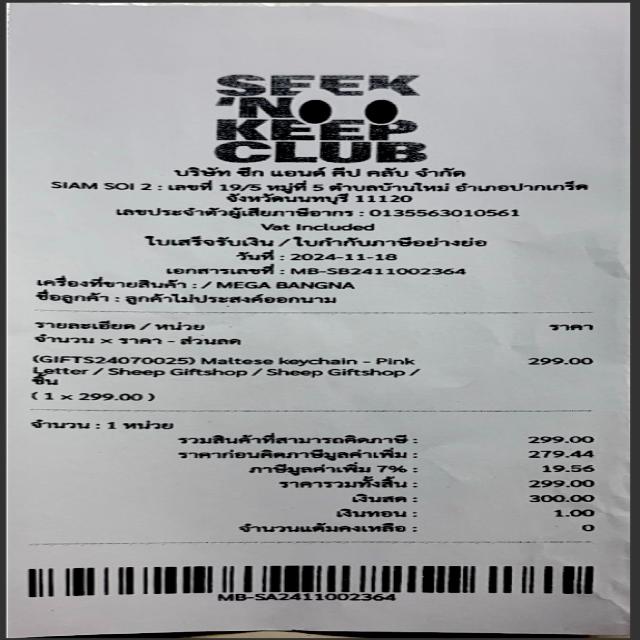 SEEK
'N
KEEP
CLUB
บริษัท ซีก แอนด์ คีป คลับ จำกัด
SIAM SOI 2 : เลขที่ 19/5 หมู่ที่ 5 ตำบลบ้านใหม่ อำเภอปากเกร็ด
จังหวัดนนทบุรี 11120
เลขประจำตัวผู้เสียภาษีอากร : 0135563010561
Vat Included
ใบเสร็จรับเงิน / ใบกำกับภาษีอย่างย่อ
วันที่ : 2024-11-18
เอกสารเลขที่ : MB-SB2411002364
เครื่องที่ขายสินค้า : / MEGA BANGNA
ชื่อลูกค้า : ลูกค้าไม่ประสงค์ออกนาม
รายละเอียด / หน่วย ราคา
จำนวน x ราคา - ส่วนลด
(GIFTS24070025) Maltese keychain - Pink 299.00
Letter / Sheep Giftshop / Sheep Giftshop /
ชิ้น
( 1 x 299.00 )
จำนวน : 1 หน่วย
รวมสินค้าที่สามารถคิดภาษี : 299.00
ราคาก่อนคิดภาษีมูลค่าเพิ่ม : 279.44
ภาษีมูลค่าเพิ่ม 7% : 19.56
ราคารวมทั้งสิ้น : 299.00
เงินสด : 300.00
เงินทอน : 1.00
จำนวนแต้มคงเหลือ : 0
MB-SA2411002364